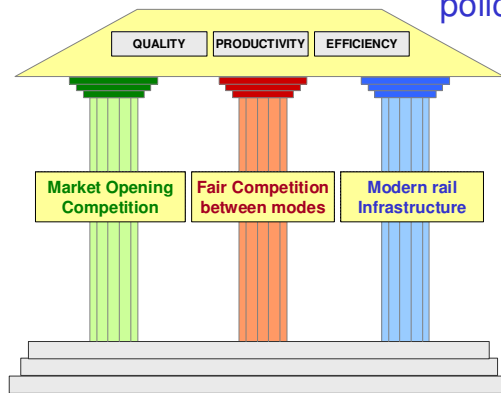 QUALITY PRODUCTIVITY EFFICIENCY
Market Opening
Competition
Fair Competition
between modes
Modern rail
Infrastructure